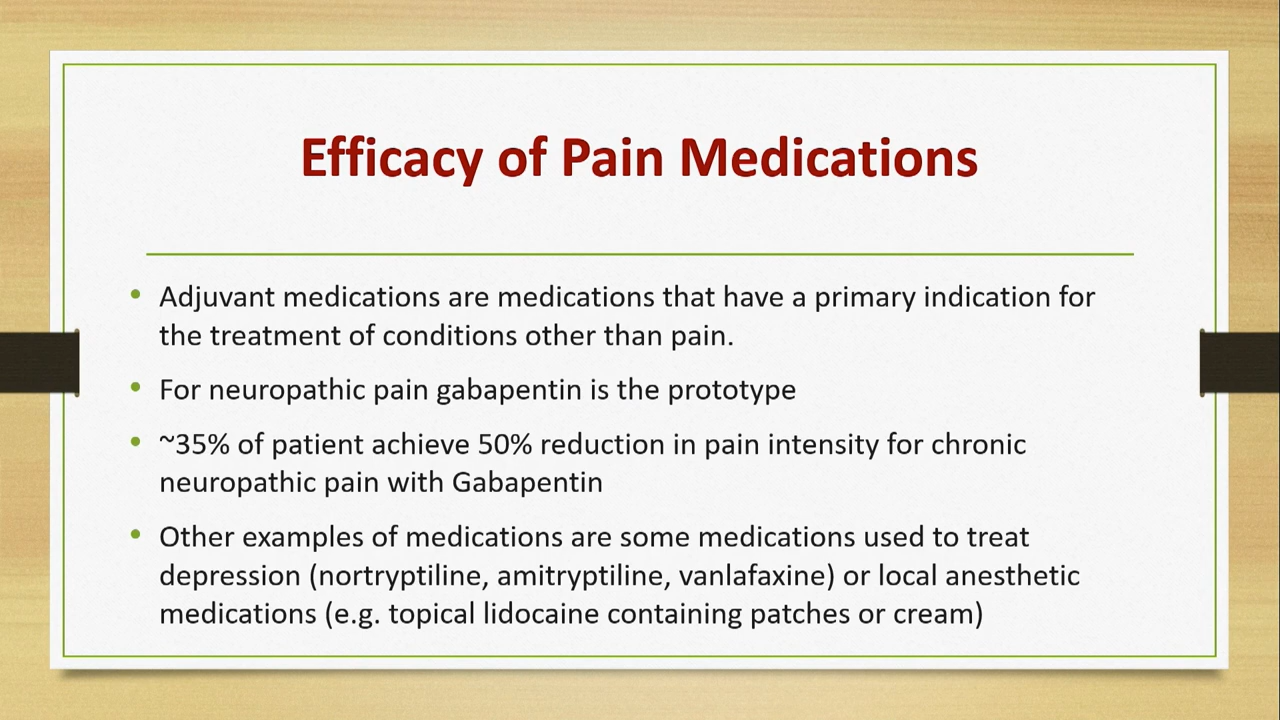 Efficacy of Pain Medications
• Adjuvant medications are medications that have a primary indication for
the treatment of conditions other than pain.
• For neuropathic pain gabapentin is the prototype
• ~35% of patient achieve 50% reduction in pain intensity for chronic
neuropathic pain with Gabapentin
• Other examples of medications are some medications used to treat
depression (nortryptiline, amitryptiline, vanlafaxine) or local anesthetic
medications (e.g. topical lidocaine containing patches or cream)